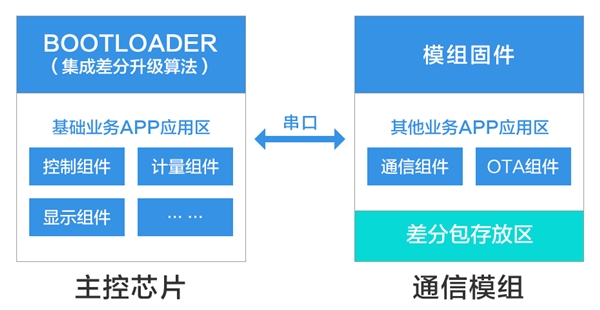 BOOTLOADER
（集成差分升级算法）
基础业务APP应用区
控制组件
计量组件
显示组件
… …
主控芯片
串口
模组固件
其他业务APP应用区
通信组件
OTA组件
差分包存放区
通信模组